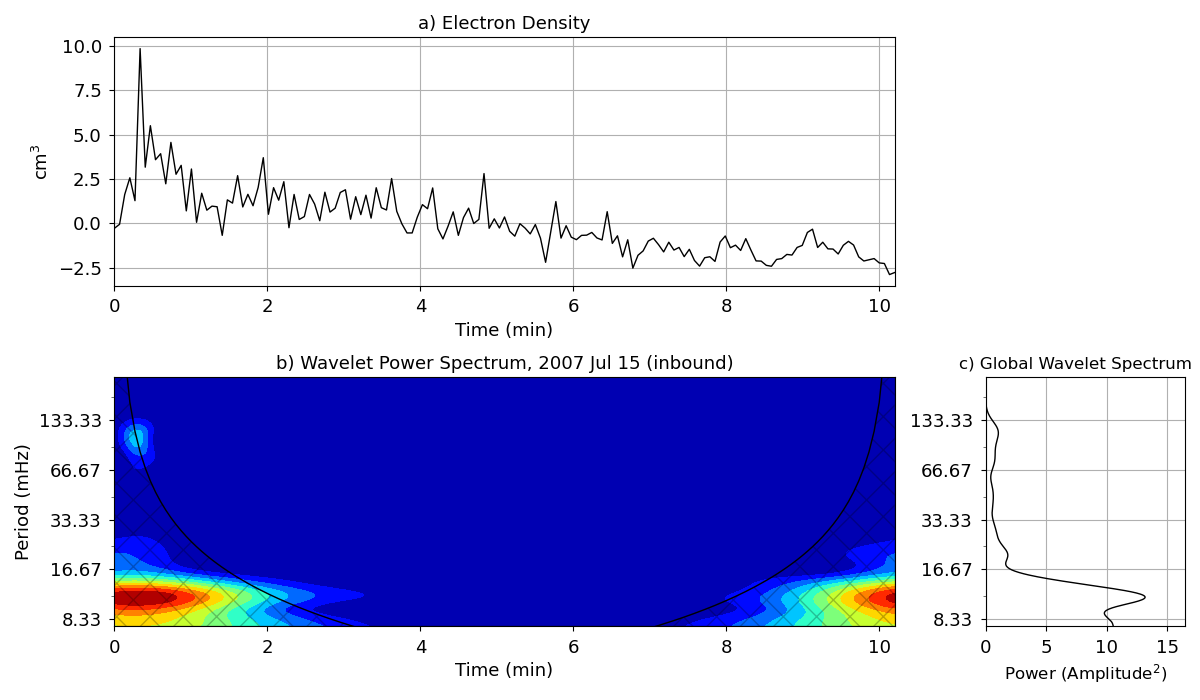 a) Electron Density
10.0
7.5
5.0
2.5
0.0
−2.5
cm³
0 2 4 6 8 10
Time (min)
b) Wavelet Power Spectrum, 2007 Jul 15 (inbound)
133.33
66.67
33.33
16.67
8.33
Period (mHz)
0 2 4 6 8 10
Time (min)
c) Global Wavelet Spectrum
133.33
66.67
33.33
16.67
8.33
0 5 10 15
Power (Amplitude²)